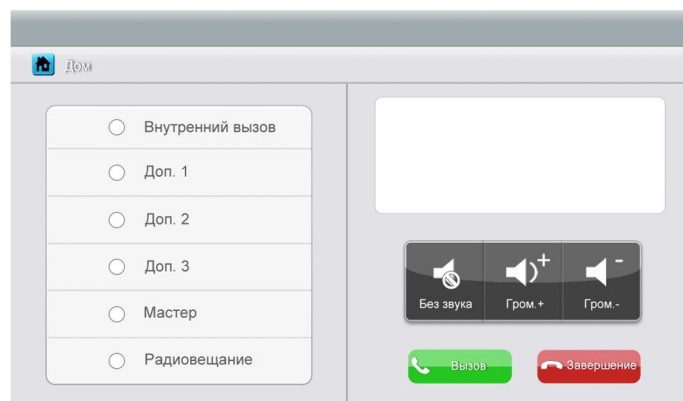 Дом
Внутренний вызов
Доп. 1
Доп. 2
Доп. 3
Мастер
Радиовещание
Без звука
Гром.+
Гром.-
Вызов
Завершение